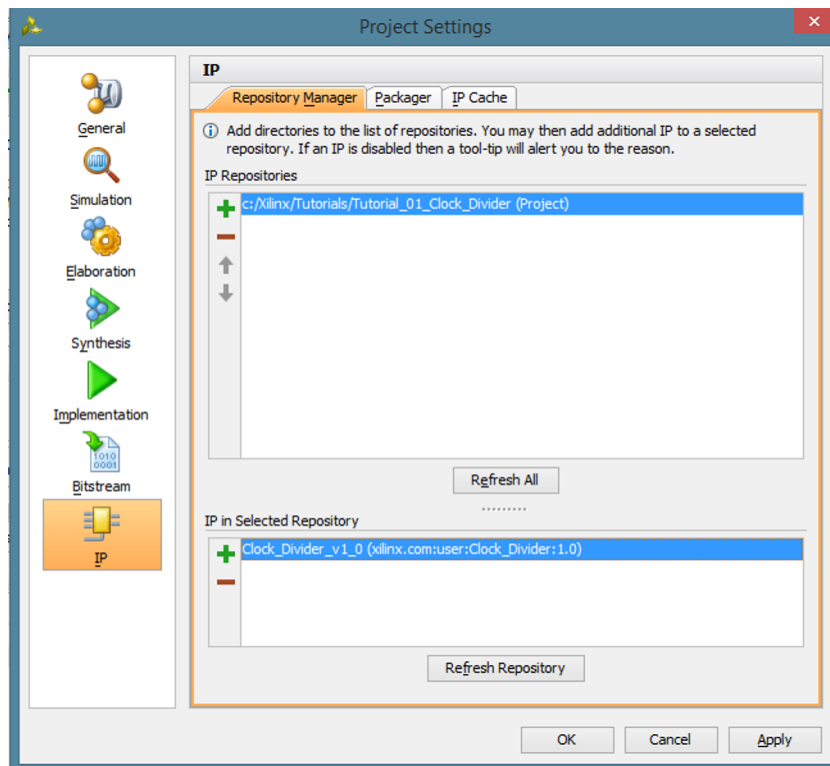 Project Settings
General
Simulation
Elaboration
Synthesis
Implementation
1010
0001
Bitstream
IP
IP
Repository Manager
Packager
IP Cache
Add directories to the list of repositories. You may then add additional IP to a selected
repository. If an IP is disabled then a tool-tip will alert you to the reason.
IP Repositories
c:/Xilinx/Tutorials/Tutorial_01_Clock_Divider (Project)
Refresh All
IP in Selected Repository
Clock_Divider_v1_0 (xilinx.com:user:Clock_Divider:1.0)
Refresh Repository
OK
Cancel
Apply